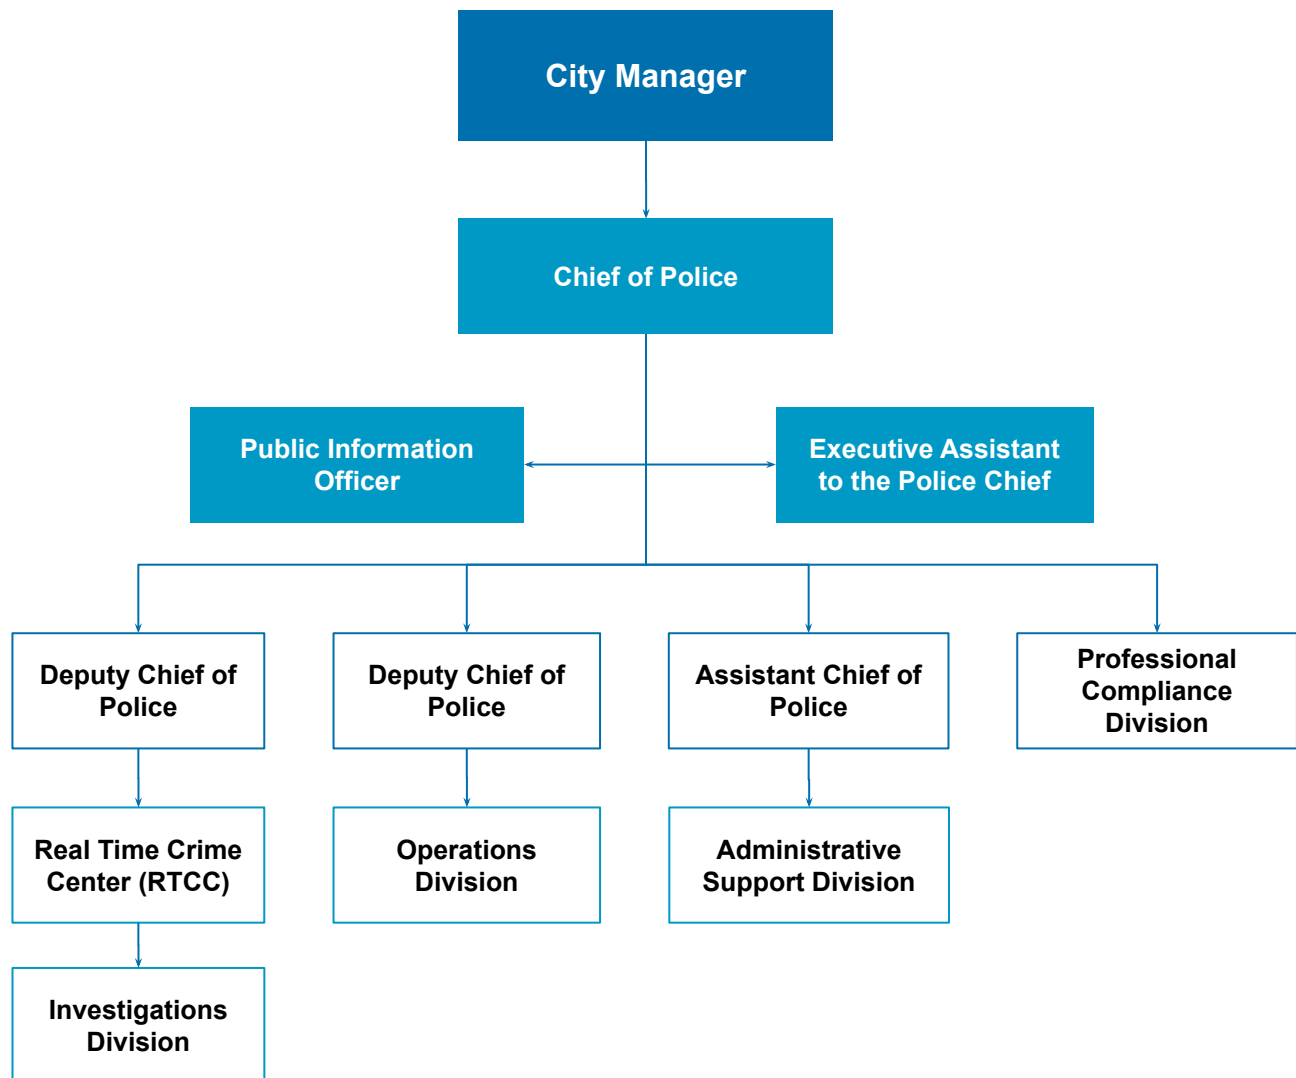 City Manager
Chief of Police
Public Information
Officer
Executive Assistant
to the Police Chief
Deputy Chief of
Police
Deputy Chief of
Police
Assistant Chief of
Police
Professional
Compliance
Division
Real Time Crime
Center (RTCC)
Operations
Division
Administrative
Support Division
Investigations
Division